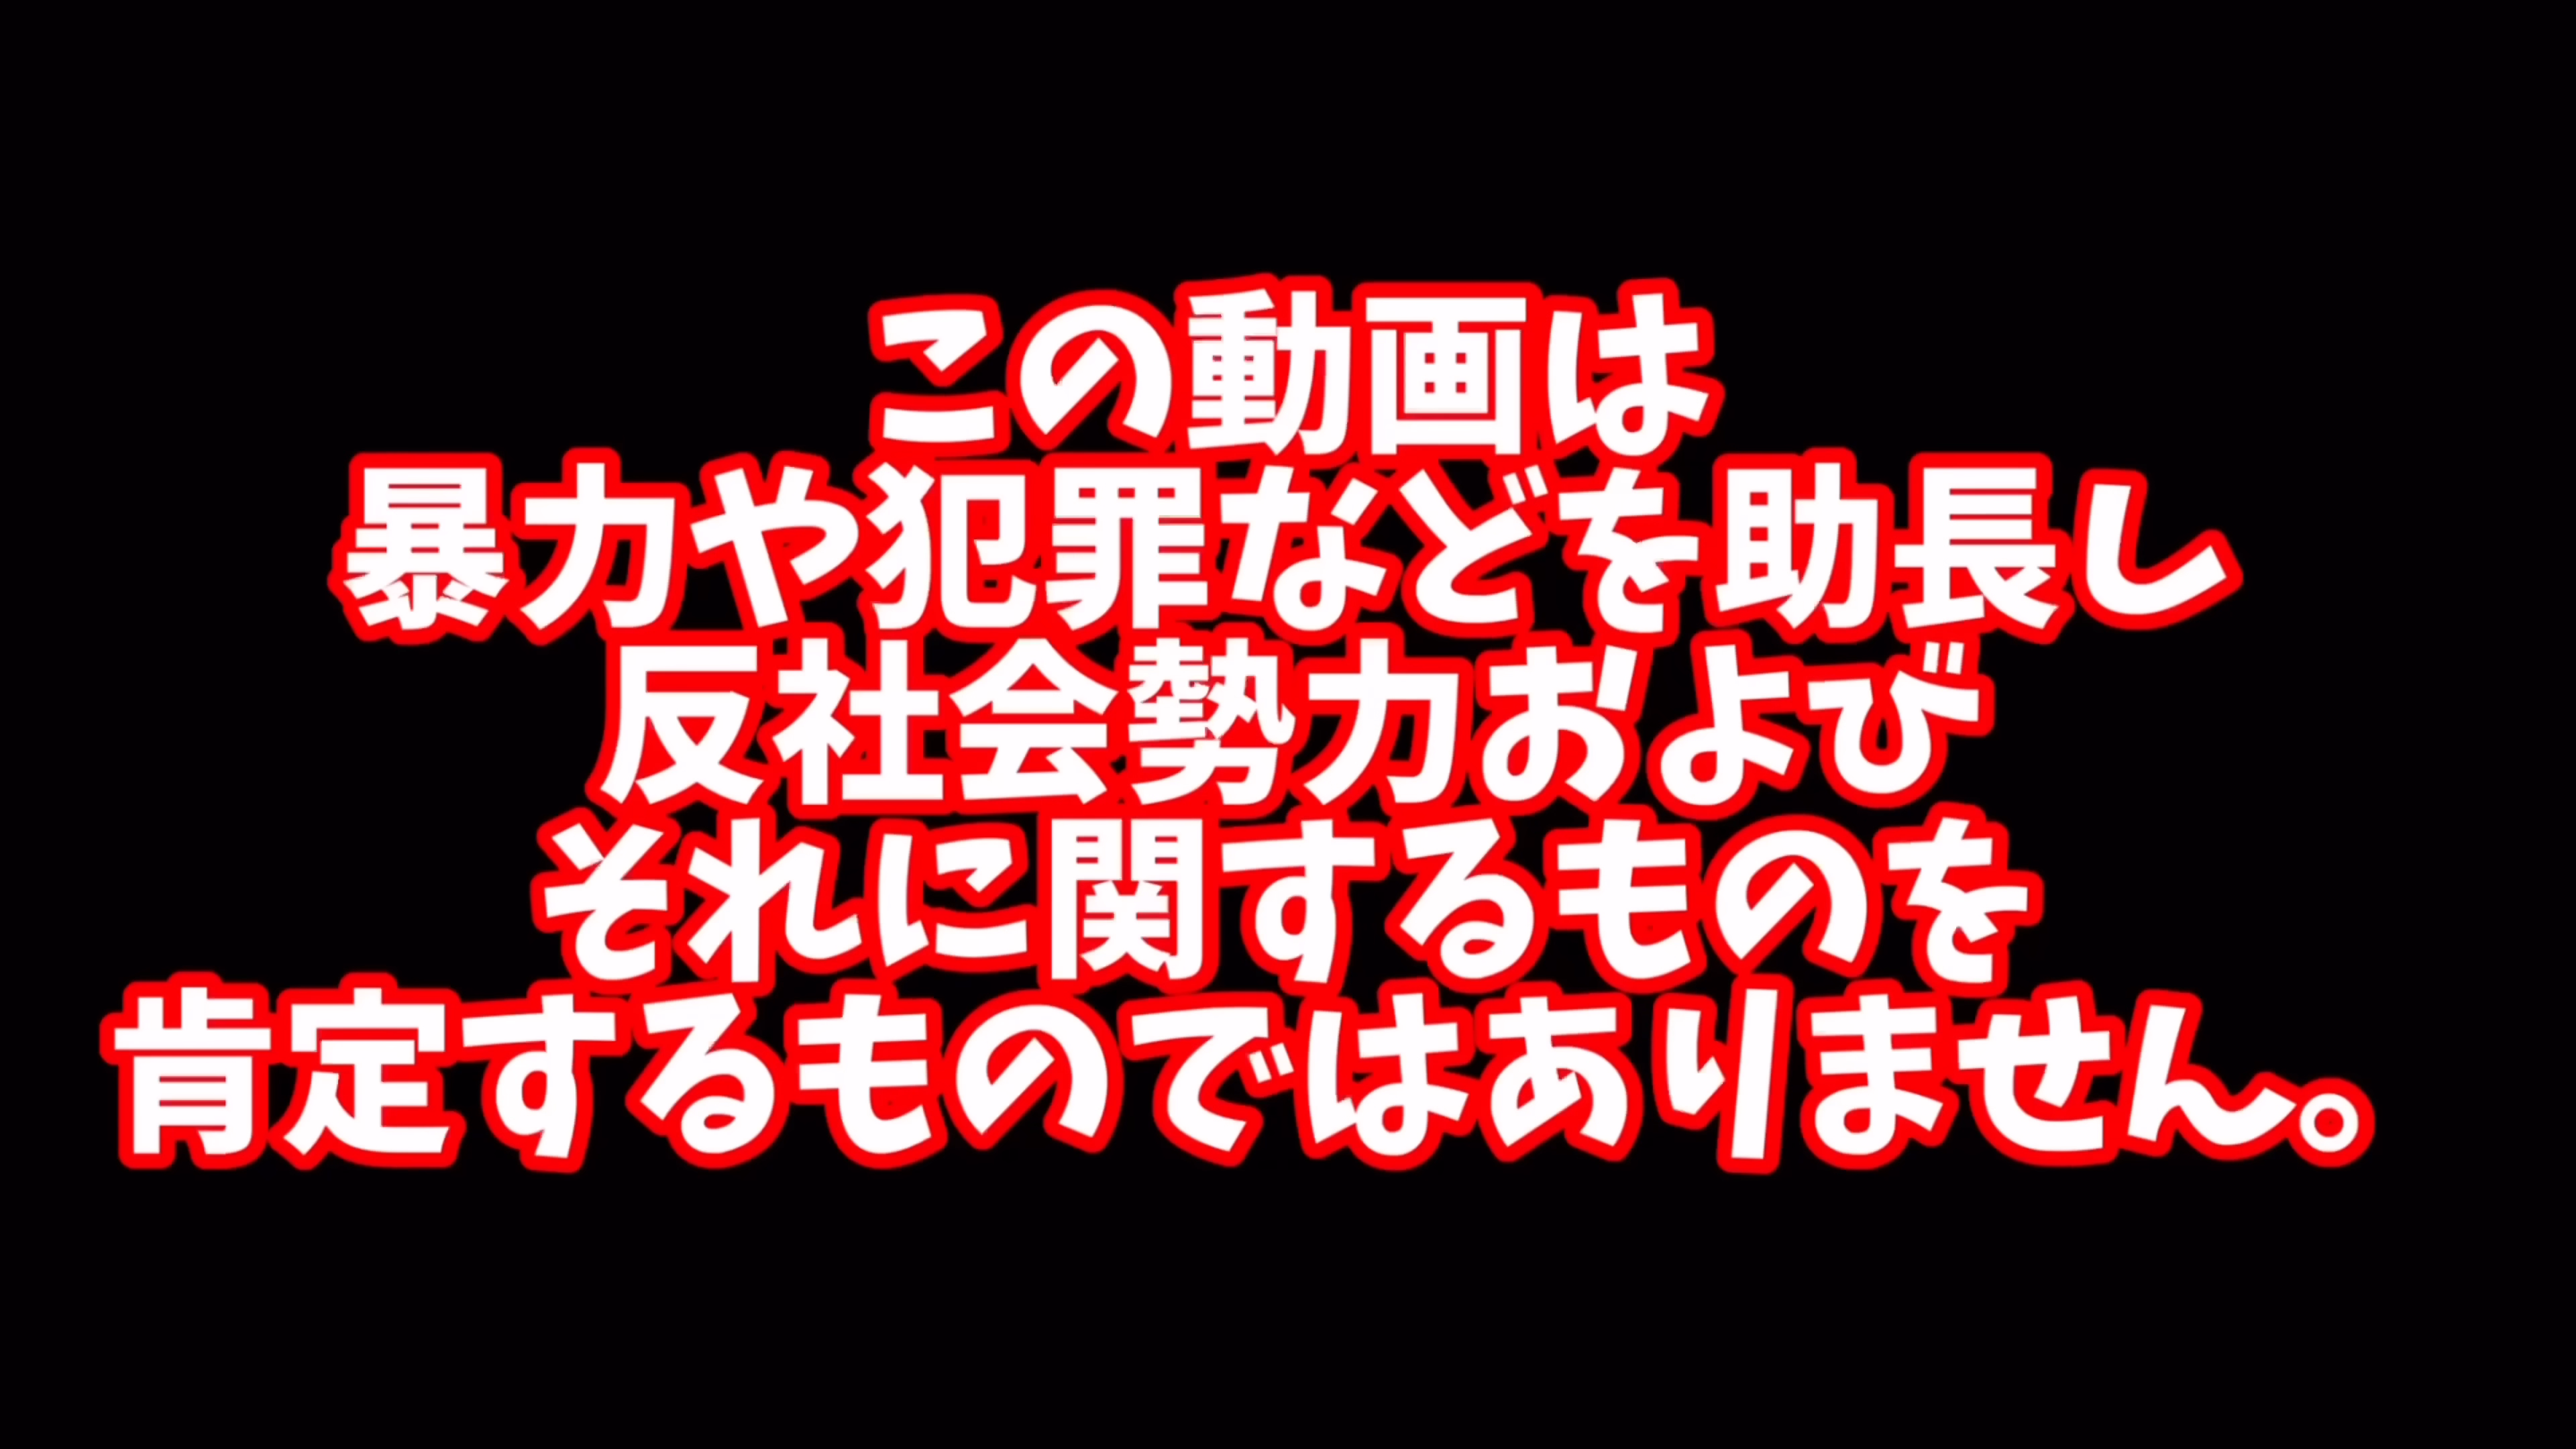 この動画は
暴力や犯罪などを助長し
反社会勢力および
それに関するものを
肯定するものではありません。